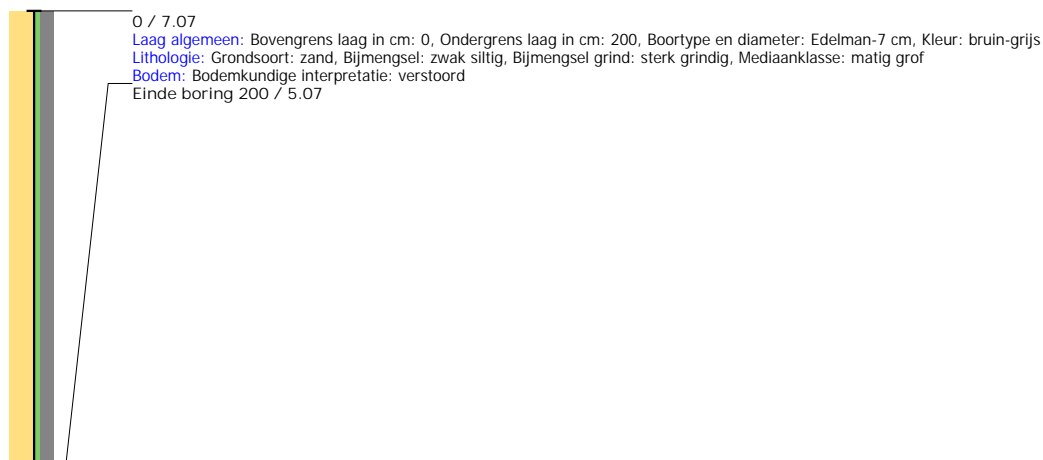 0 / 7.07
Laag algemeen: Bovengrens laag in cm: 0, Ondergrens laag in cm: 200, Boortype en diameter: Edelman-7 cm, Kleur: bruin-grijs
Lithologie: Grondsoort: zand, Bijmengsel: zwak siltig, Bijmengsel grind: sterk grindig, Mediaanklasse: matig grof
Bodem: Bodemkundige interpretatie: verstoord
Einde boring 200 / 5.07